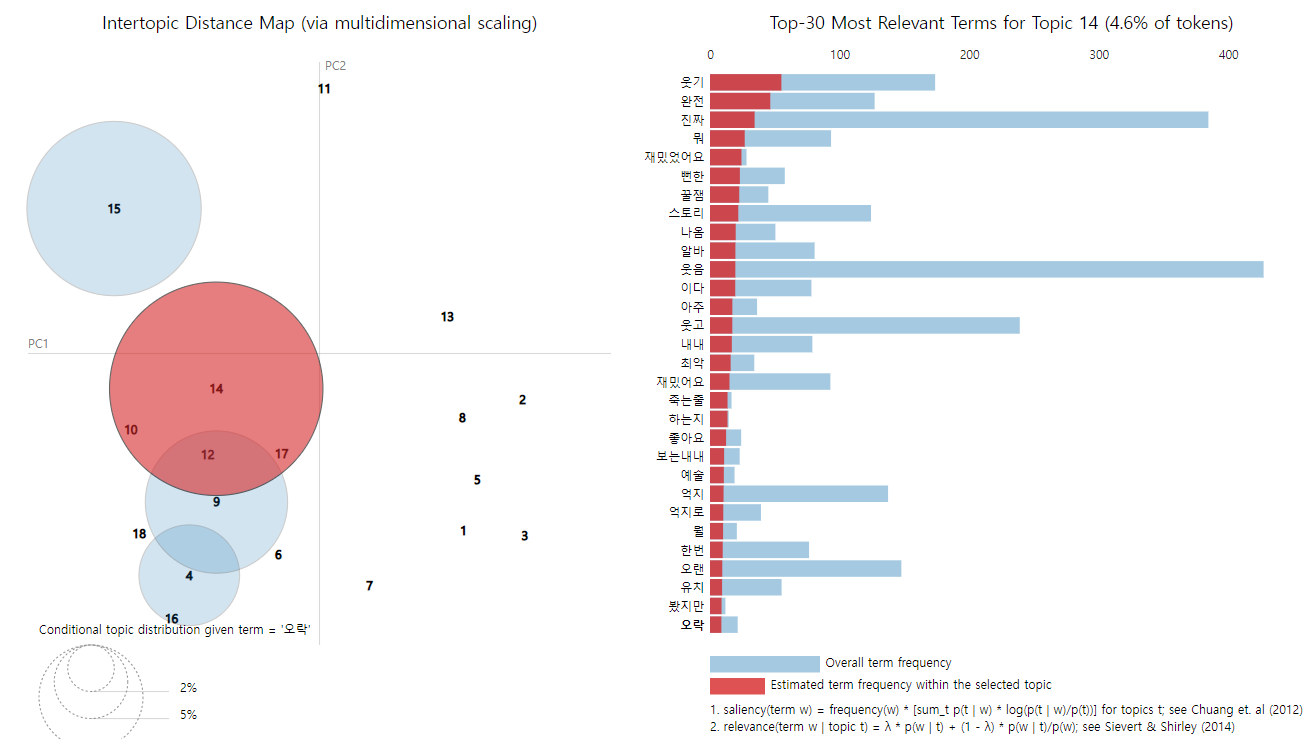 Intertopic Distance Map (via multidimensional scaling)
PC2
11
15
13
PC1
14
2
8
10
12
17
5
9
18
1
3
6
4
7
16
Conditional topic distribution given term = '오락'
2%
5%
Top-30 Most Relevant Terms for Topic 14 (4.6% of tokens)
0 100 200 300 400
웃기
완전
진짜
뭐
재밌었어요
뻔한
꿀잼
스토리
나옴
알바
웃음
이다
아주
웃고
내내
최악
재밌어요
죽는줄
하는지
좋아요
보는내내
예술
억지
억지로
뭘
한번
오랜
유치
봤지만
오락
Overall term frequency
Estimated term frequency within the selected topic
1. saliency(term w) = frequency(w) * [sum_t p(t | w) * log(p(t | w)/p(t))] for topics t; see Chuang et. al (2012)
2. relevance(term w | topic t) = λ * p(w | t) + (1 - λ) * p(w | t)/p(w); see Sievert & Shirley (2014)